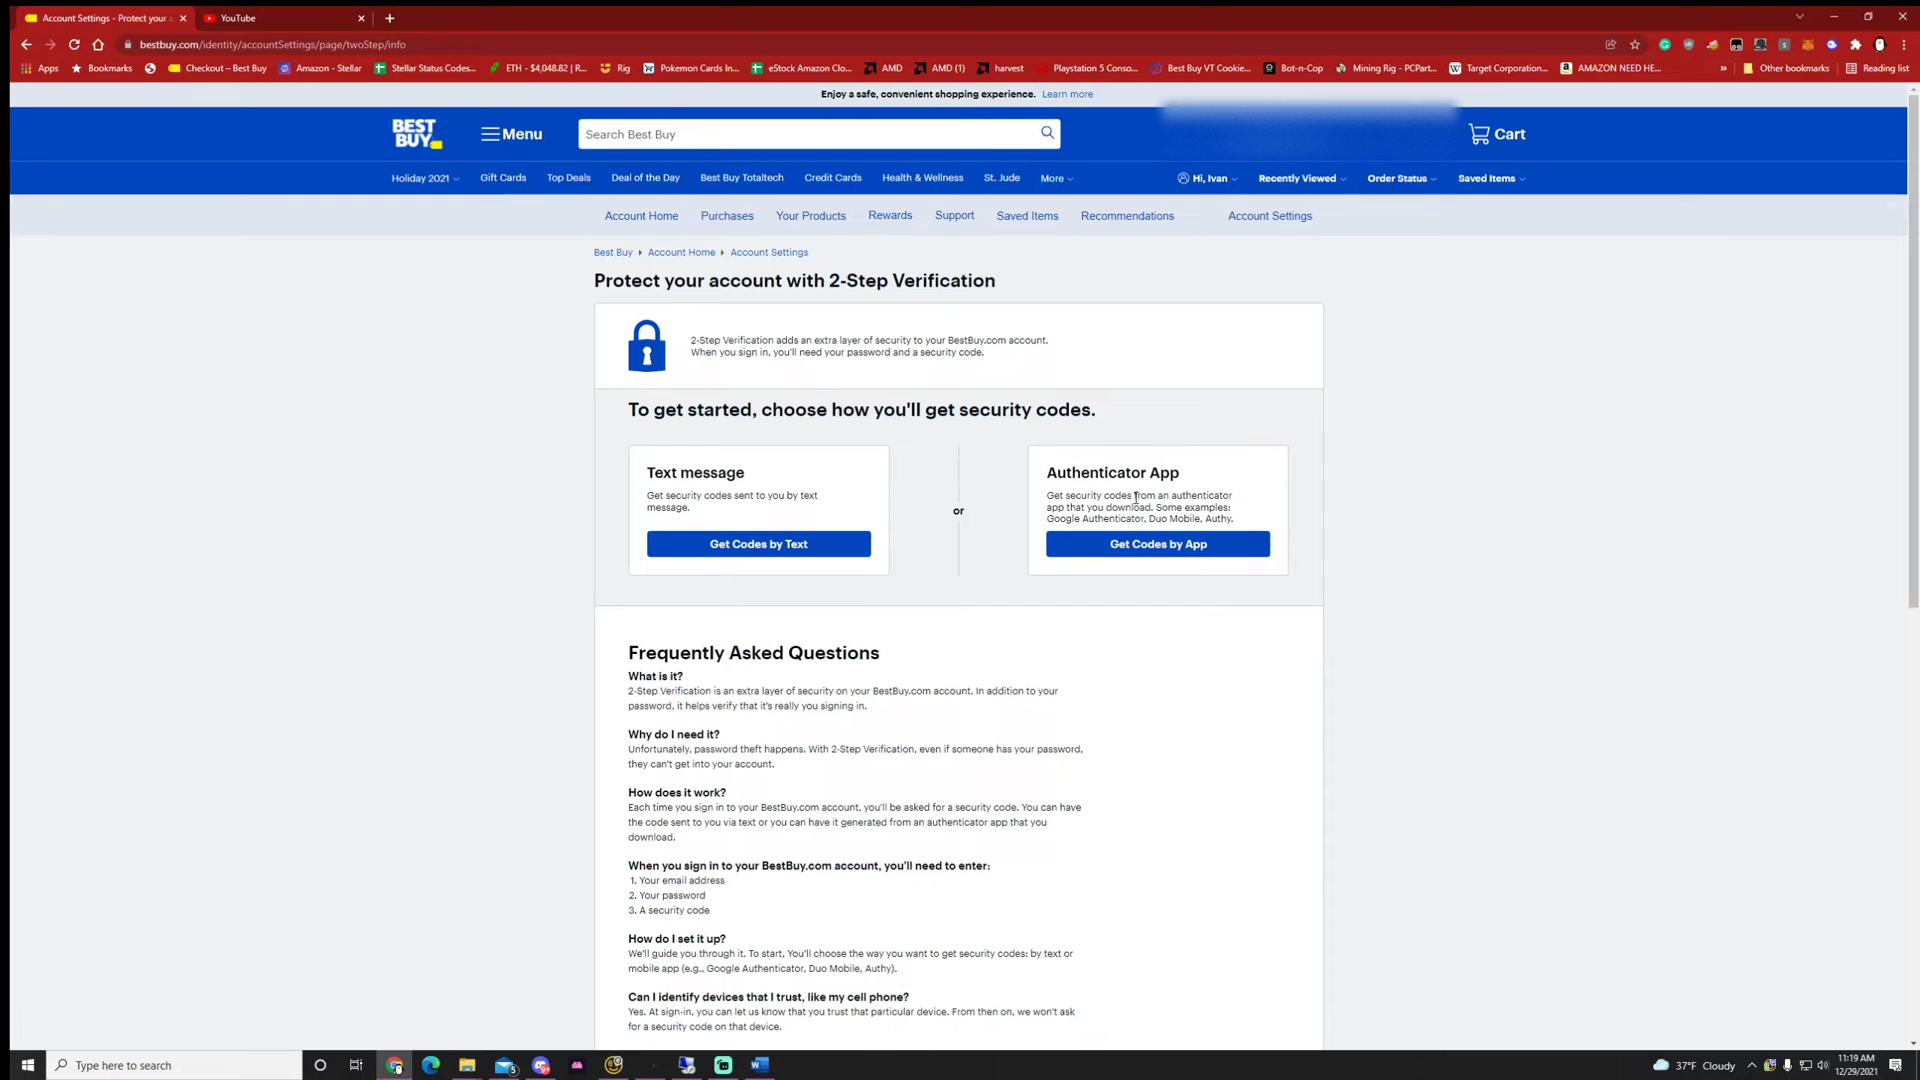 Account Settings - Protect your a
YouTube
bestbuy.com/identity/accountSettings/page/twoStep/info
Apps
Bookmarks
Checkout – Best Buy
Amazon - Stellar
Stellar Status Codes...
ETH - $4,048.82 | R...
Rig
Pokemon Cards In...
eStock Amazon Clo...
AMD
AMD (1)
harvest
Playstation 5 Conso...
Best Buy VT Cookie...
Bot-n-Cop
Mining Rig - PCPart...
Target Corporation...
AMAZON NEED HE...
Other bookmarks
Reading list
Enjoy a safe, convenient shopping experience. Learn more
BEST BUY
Menu
Search Best Buy
Cart
Holiday 2021
Gift Cards
Top Deals
Deal of the Day
Best Buy Totaltech
Credit Cards
Health & Wellness
St. Jude
More
Hi, Ivan
Recently Viewed
Order Status
Saved Items
Account Home
Purchases
Your Products
Rewards
Support
Saved Items
Recommendations
Account Settings
Best Buy
Account Home
Account Settings
Protect your account with 2-Step Verification
2-Step Verification adds an extra layer of security to your BestBuy.com account.
When you sign in, you'll need your password and a security code.
To get started, choose how you'll get security codes.
Text message
Get security codes sent to you by text
message.
Get Codes by Text
or
Authenticator App
Get security codes from an authenticator
app that you download. Some examples:
Google Authenticator, Duo Mobile, Authy.
Get Codes by App
Frequently Asked Questions
What is it?
2-Step Verification is an extra layer of security on your BestBuy.com account. In addition to your
password, it helps verify that it's really you signing in.
Why do I need it?
Unfortunately, password theft happens. With 2-Step Verification, even if someone has your password,
they can't get into your account.
How does it work?
Each time you sign in to your BestBuy.com account, you'll be asked for a security code. You can have
the code sent to you via text or you can have it generated from an authenticator app that you
download.
When you sign in to your BestBuy.com account, you'll need to enter:
1. Your email address
2. Your password
3. A security code
How do I set it up?
We'll guide you through it. To start, You'll choose the way you want to get security codes: by text or
mobile app (e.g., Google Authenticator, Duo Mobile, Authy).
Can I identify devices that I trust, like my cell phone?
Yes. At sign-in, you can let us know that you trust that particular device. From then on, we won't ask
for a security code on that device.
Type here to search
5
37°F Cloudy
11:19 AM
12/29/2021